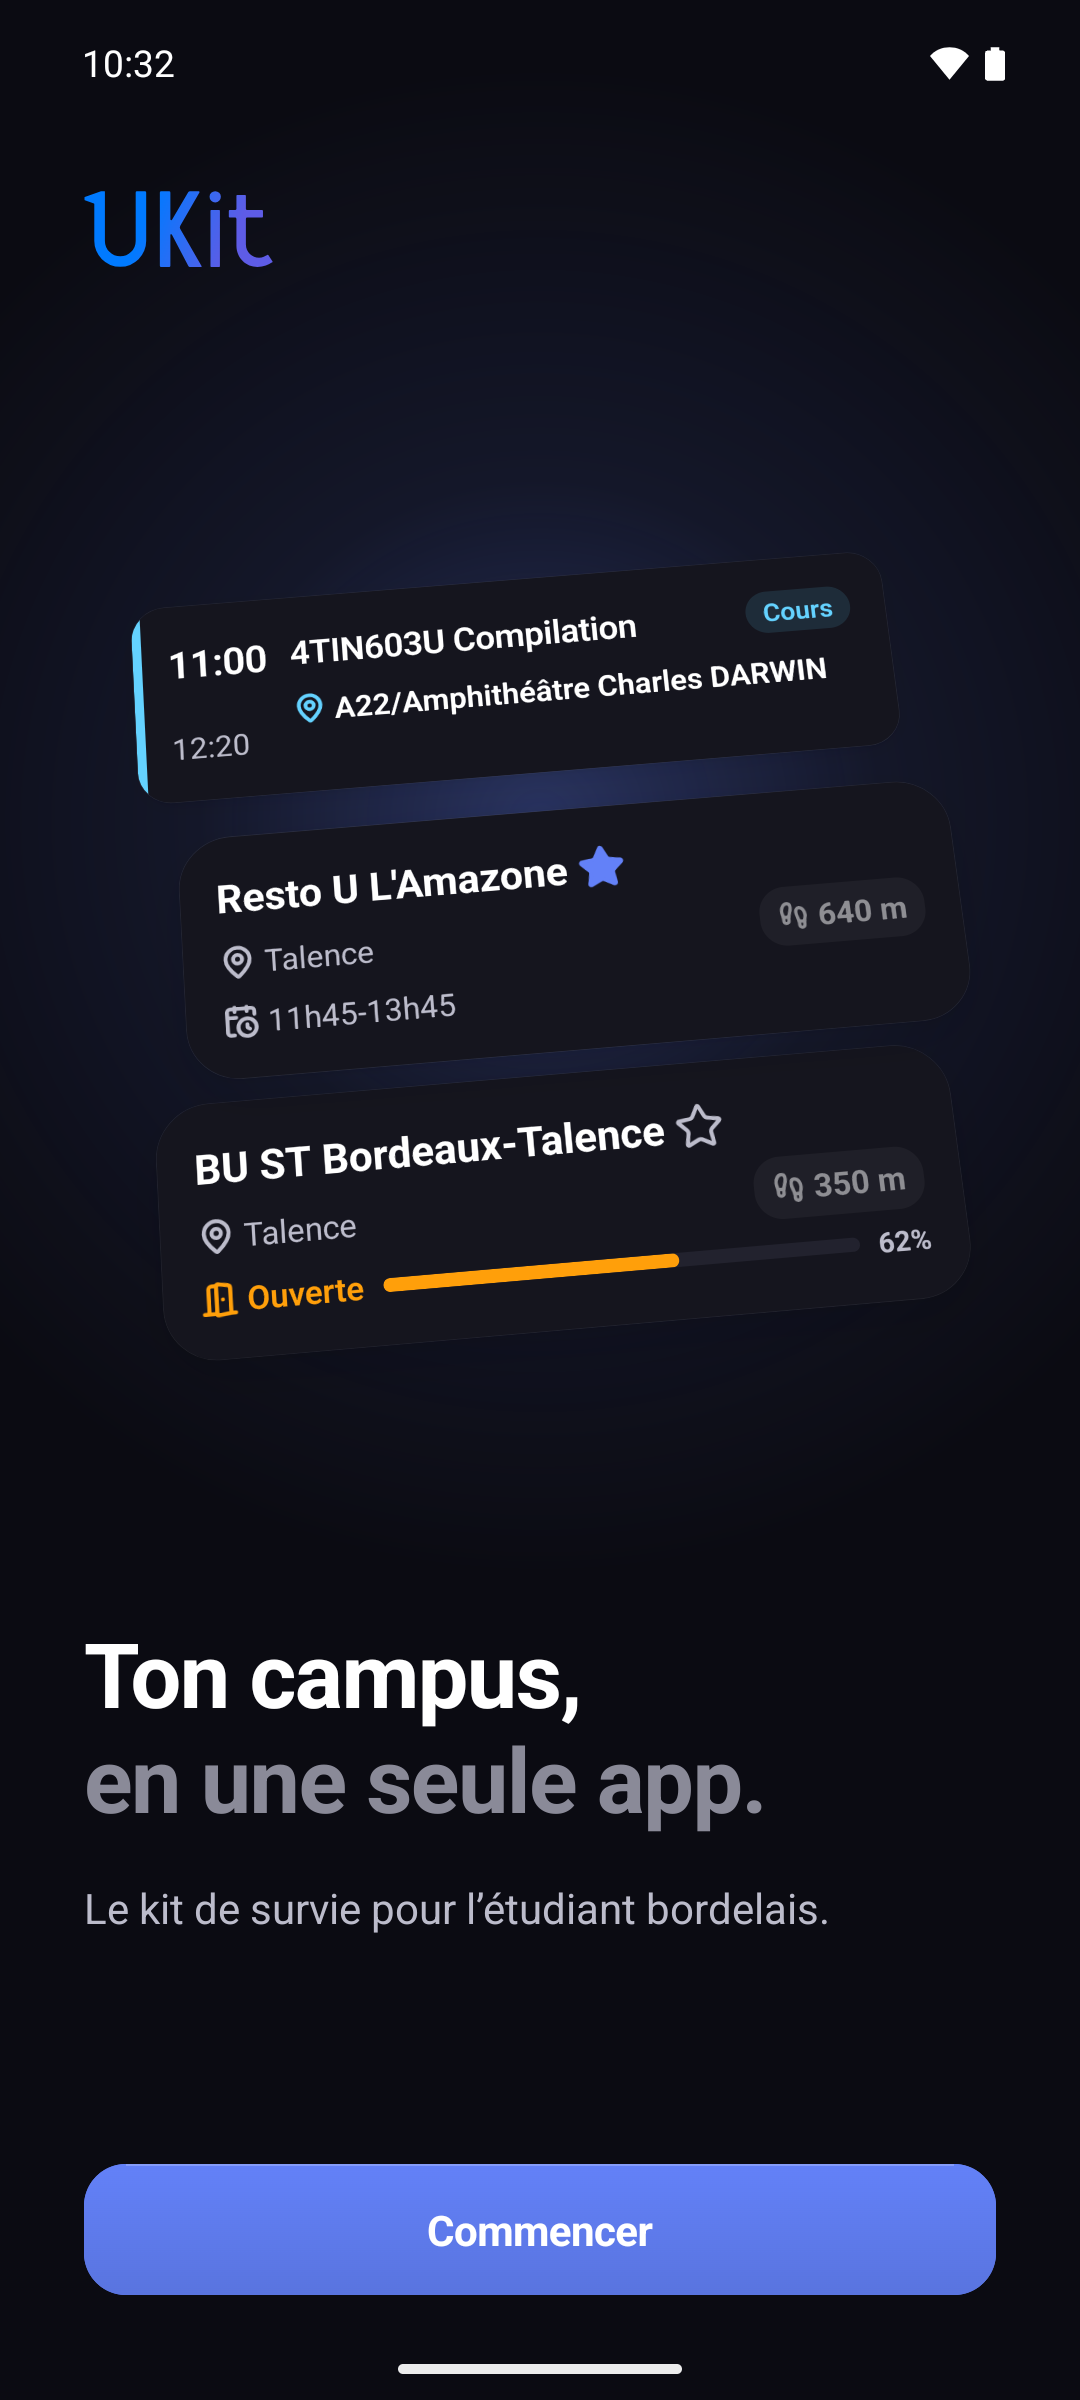 10:32
UKit
11:00 4TIN603U Compilation Cours
A22/Amphithéâtre Charles DARWIN
12:20
Resto U L'Amazone
640 m
Talence
11h45-13h45
BU ST Bordeaux-Talence
350 m
Talence
Ouverte 62%
Ton campus,
en une seule app.
Le kit de survie pour l’étudiant bordelais.
Commencer